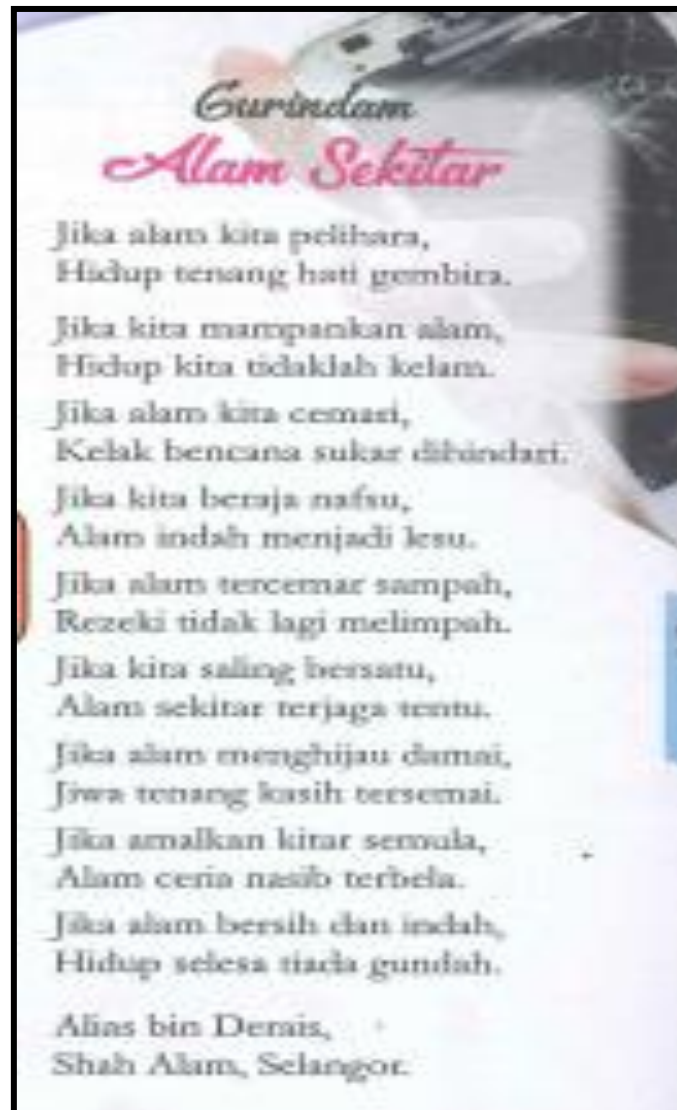 Gurindam
Alam Sekitar
Jika alam kita pelihara,
Hidup tenang hati gembira.
Jika kita mampankan alam,
Hidup kita tidaklah kelam.
Jika alam kita cemari,
Kelak bencana sukar dihindari.
Jika kita beraja nafsu,
Alam indah menjadi lesu.
Jika alam tercemar sampah,
Rezeki tidak lagi melimpah.
Jika kita saling bersatu,
Alam sekitar terjaga tentu.
Jika alam menghijau damai,
Jiwa tenang kasih tersemai.
Jika amalkan kitar semula,
Alam ceria nasib terbela.
Jika alam bersih dan indah,
Hidup selesa tiada gundah.
Alias bin Derais,
Shah Alam, Selangor.